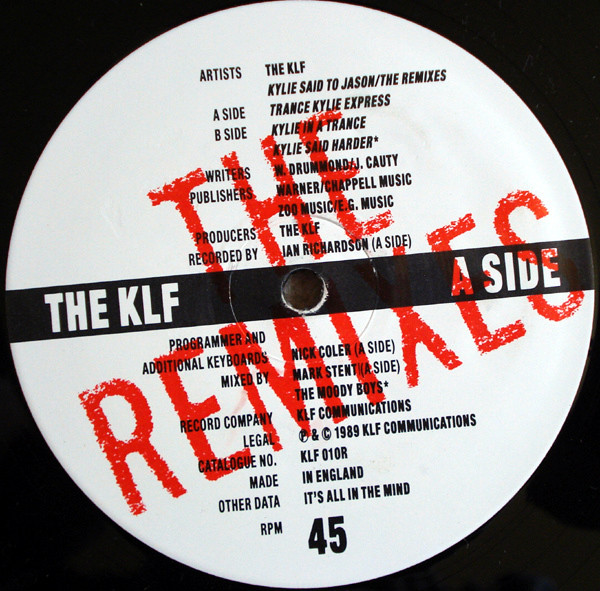 ARTISTS THE KLF
KYLIE SAID TO JASON/THE REMIXES
A SIDE TRANCE KYLIE EXPRESS
B SIDE KYLIE IN A TRANCE
KYLIE SAID HARDER*
WRITERS W. DRUMMOND/J. CAUTY
PUBLISHERS WARNER/CHAPPELL MUSIC
ZOO MUSIC/E.G. MUSIC
PRODUCERS THE KLF
RECORDED BY IAN RICHARDSON (A SIDE)
THE KLF A SIDE
THE
REMIXES
PROGRAMMER AND
ADDITIONAL KEYBOARDS NICK COLER (A SIDE)
MIXED BY MARK STENT (A SIDE)
THE MOODY BOYS*
RECORD COMPANY KLF COMMUNICATIONS
LEGAL ℗ & © 1989 KLF COMMUNICATIONS
CATALOGUE NO. KLF 010R
MADE IN ENGLAND
OTHER DATA IT'S ALL IN THE MIND
RPM 45